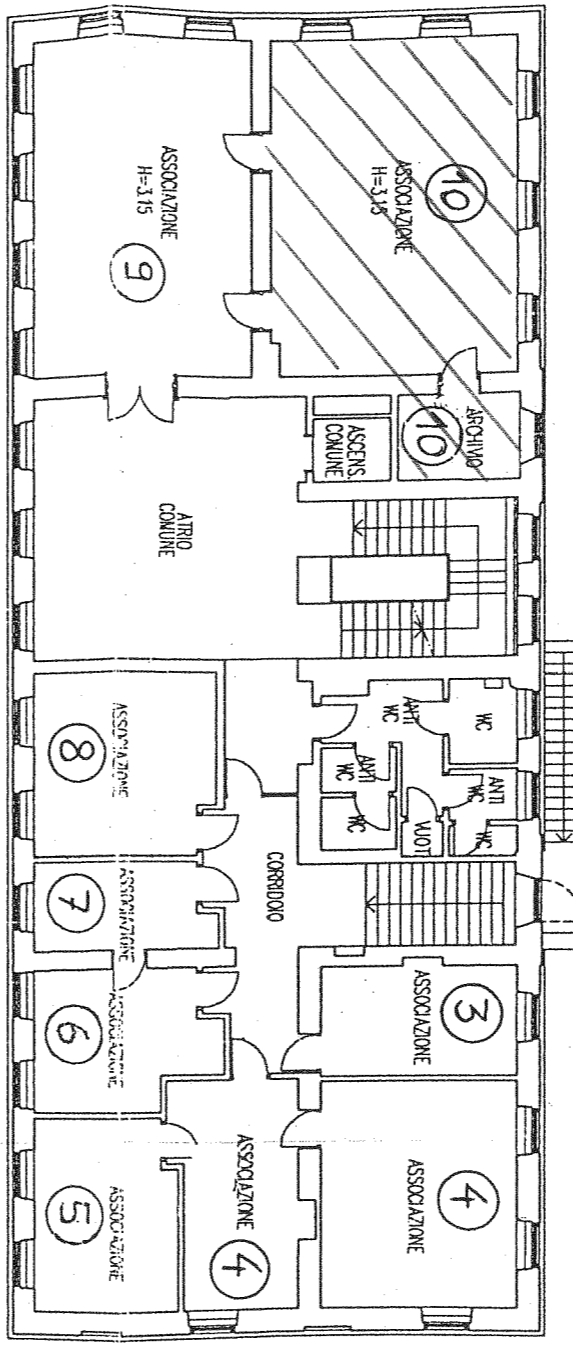 ASSOCIAZIONE
H=3.15
9
ASSOCIAZIONE
H=3.15
10
ARCHIVIO
10
ASCENS.
COMUNE
ATRIO
COMUNE
ASSOCIAZIONE
8
ASSOCIAZIONE
7
ASSOCIAZIONE
6
ASSOCIAZIONE
5
CORRIDOIO
ANTI
WC
WC
ANTI
WC
WC
ANTI
WC
WC
VUOT
ASSOCIAZIONE
3
ASSOCIAZIONE
4
ASSOCIAZIONE
4